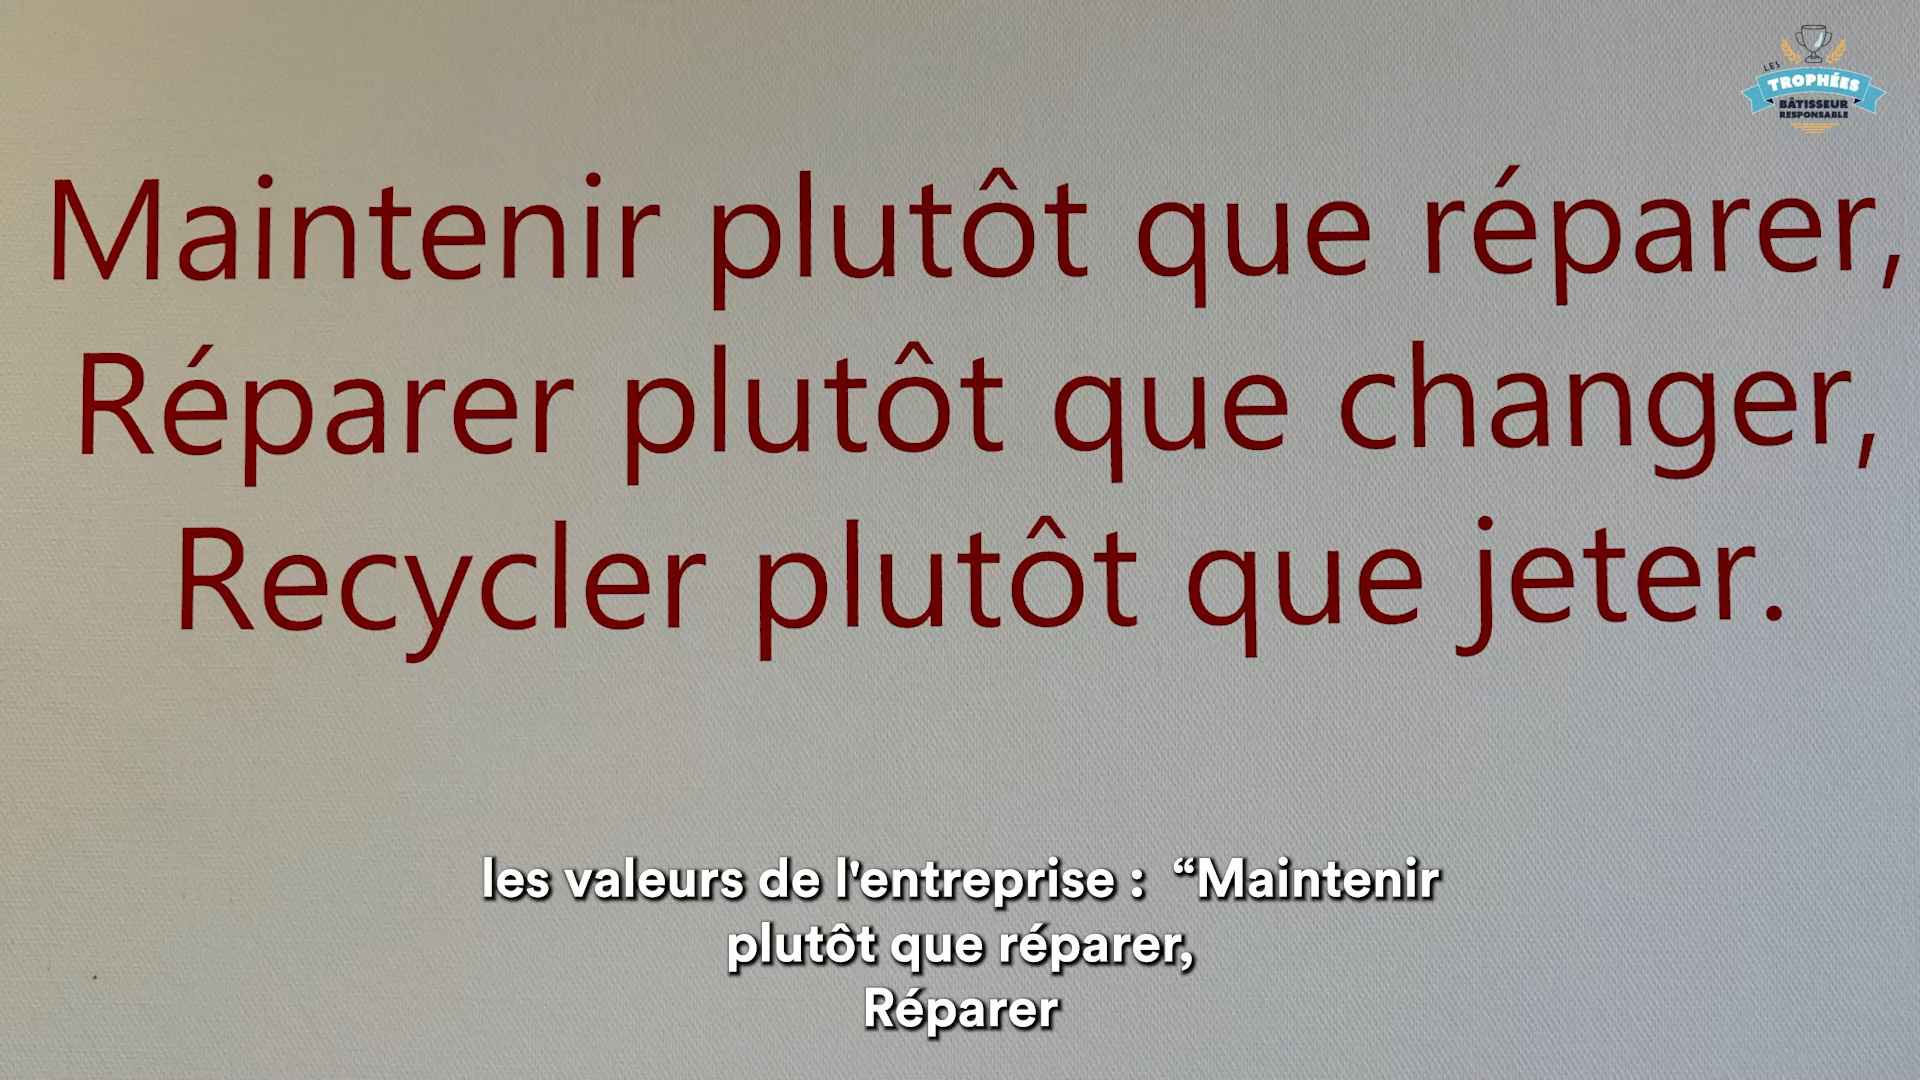 LES
TROPHÉES
BÂTISSEUR
RESPONSABLE
Maintenir plutôt que réparer,
Réparer plutôt que changer,
Recycler plutôt que jeter.
les valeurs de l'entreprise :  “Maintenir
plutôt que réparer,
Réparer